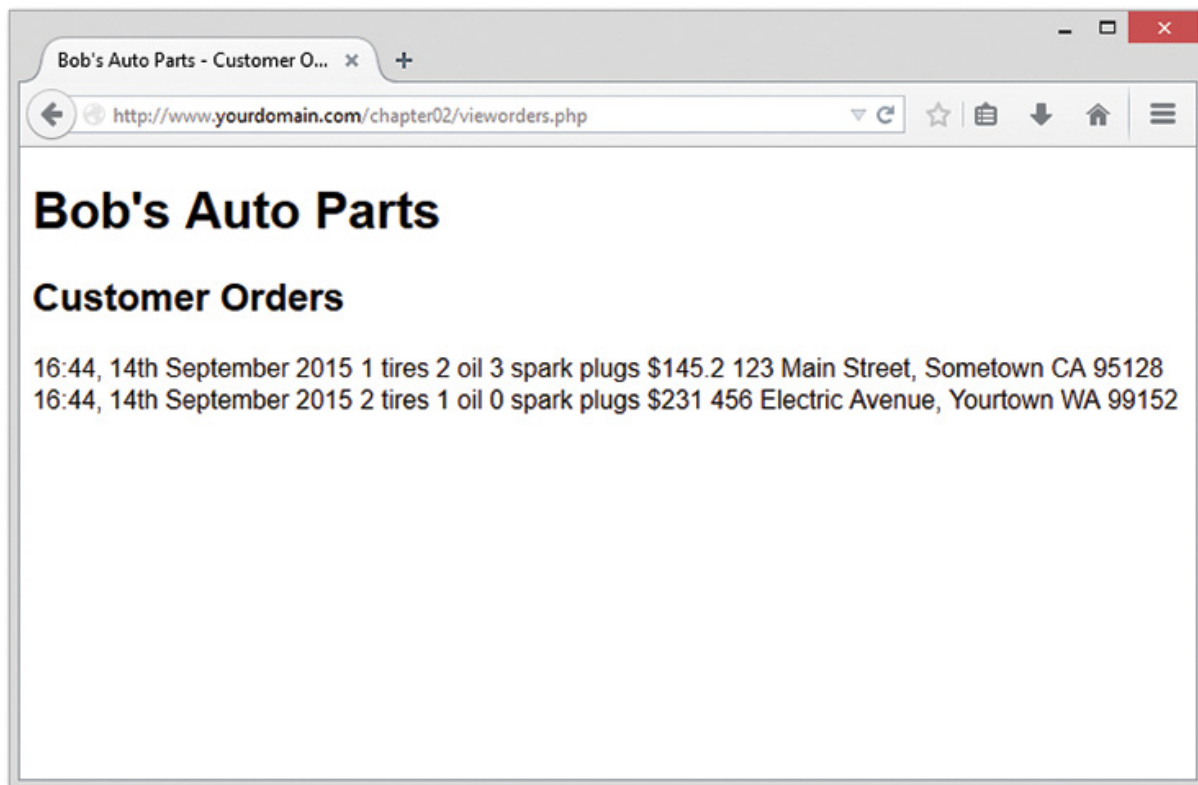 Bob's Auto Parts - Customer O...
http://www.yourdomain.com/chapter02/vieworders.php
Bob's Auto Parts
Customer Orders
16:44, 14th September 2015 1 tires 2 oil 3 spark plugs $145.2 123 Main Street, Sometown CA 95128
16:44, 14th September 2015 2 tires 1 oil 0 spark plugs $231 456 Electric Avenue, Yourtown WA 99152